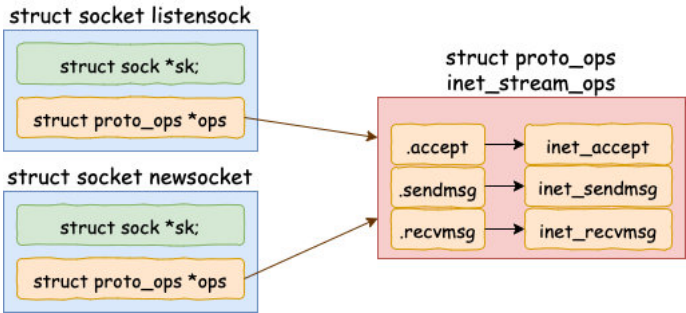 struct socket listensock
struct sock *sk;
struct proto_ops *ops
struct socket newsocket
struct sock *sk;
struct proto_ops *ops
struct proto_ops
inet_stream_ops
.accept
inet_accept
.sendmsg
inet_sendmsg
.recvmsg
inet_recvmsg